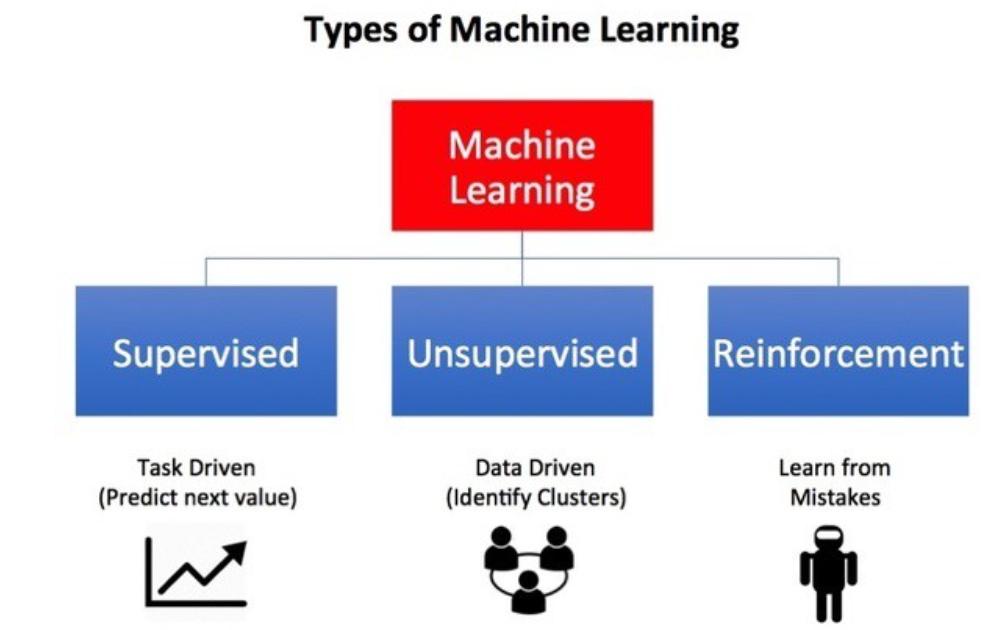 Types of Machine Learning
Machine
Learning
Supervised
Unsupervised
Reinforcement
Task Driven
(Predict next value)
Data Driven
(Identify Clusters)
Learn from
Mistakes